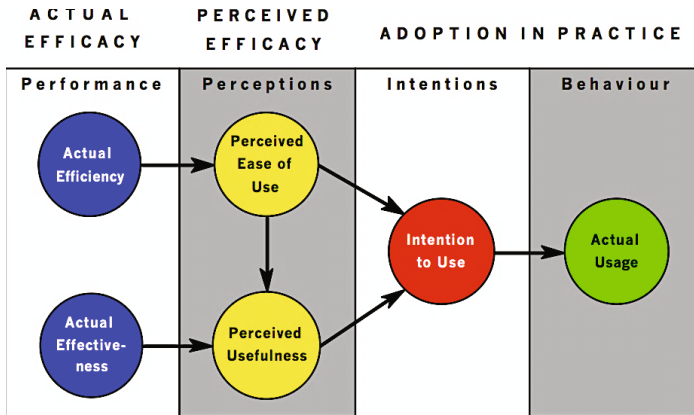 ACTUAL
EFFICACY
PERCEIVED
EFFICACY
ADOPTION IN PRACTICE
Performance
Perceptions
Intentions
Behaviour
Actual
Efficiency
Perceived
Ease of
Use
Intention
to Use
Actual
Usage
Actual
Effective-
ness
Perceived
Usefulness